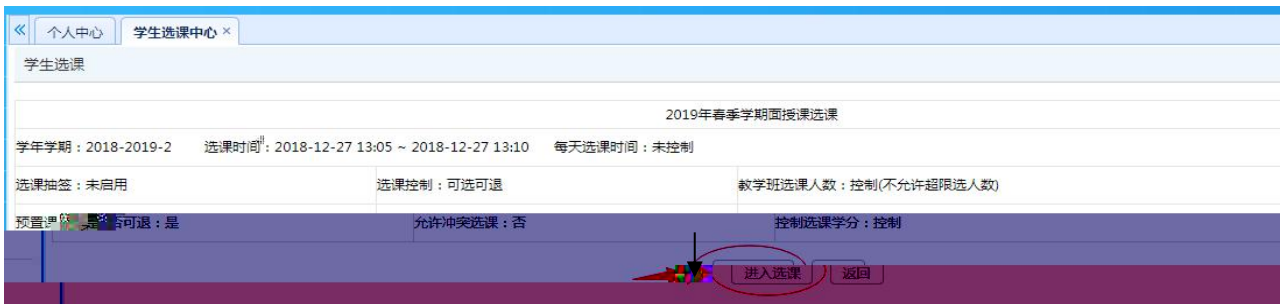 个人中心 学生选课中心 ×
学生选课
2019年春季学期面授课选课
学年学期：2018-2019-2 选课时间：2018-12-27 13:05 ~ 2018-12-27 13:10 每天选课时间：未控制
选课抽签：未启用 选课控制：可选可退 教学班选课人数：控制(不允许超限选人数)
预置课 否可退：是 允许冲突选课：否 控制选课学分：控制
进入选课 返回